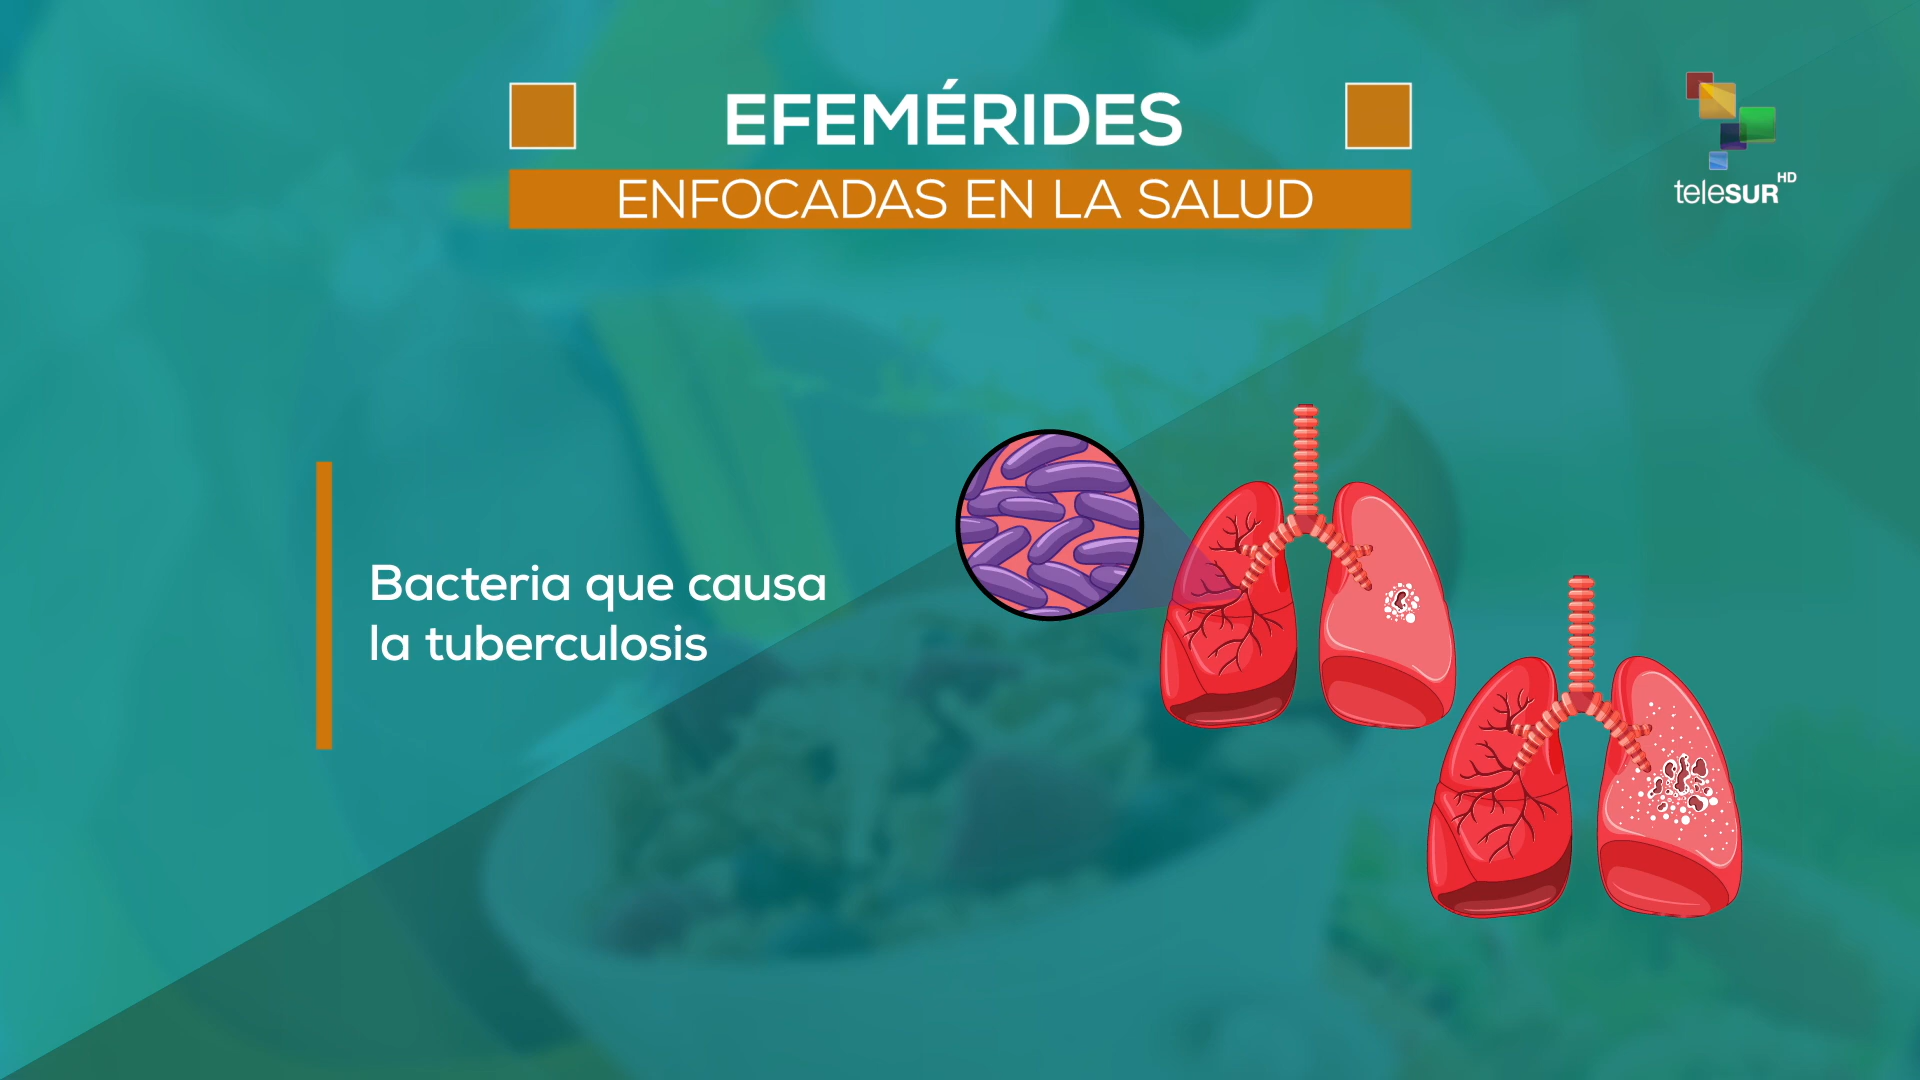 EFEMÉRIDES
ENFOCADAS EN LA SALUD
teleSUR HD
Bacteria que causa
la tuberculosis